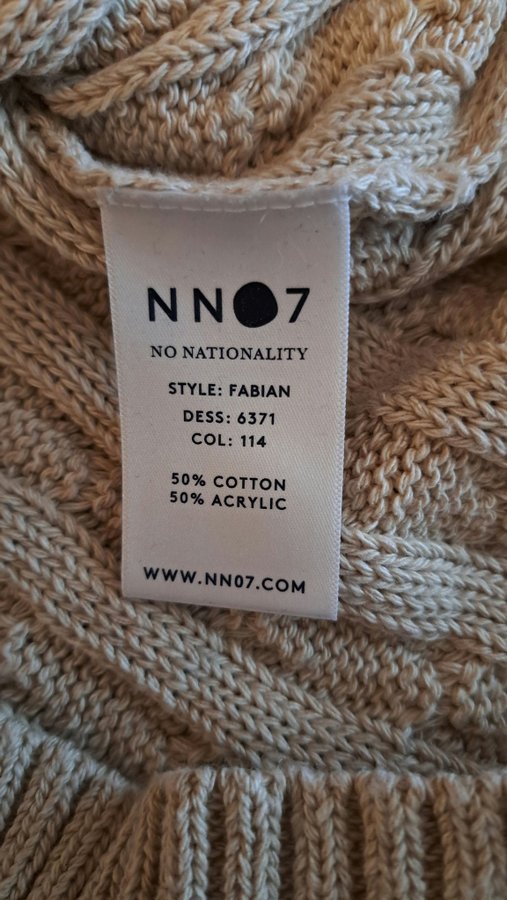 NN07
NO NATIONALITY
STYLE: FABIAN
DESS: 6371
COL: 114
50% COTTON
50% ACRYLIC
WWW.NN07.COM